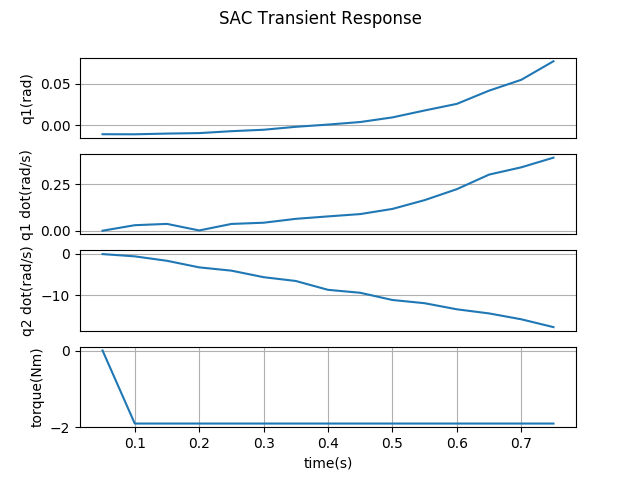 SAC Transient Response
q1(rad)
0.05
0.00
q1 dot(rad/s)
0.25
0.00
q2 dot(rad/s)
0
−10
torque(Nm)
0
−2
0.1 0.2 0.3 0.4 0.5 0.6 0.7
time(s)